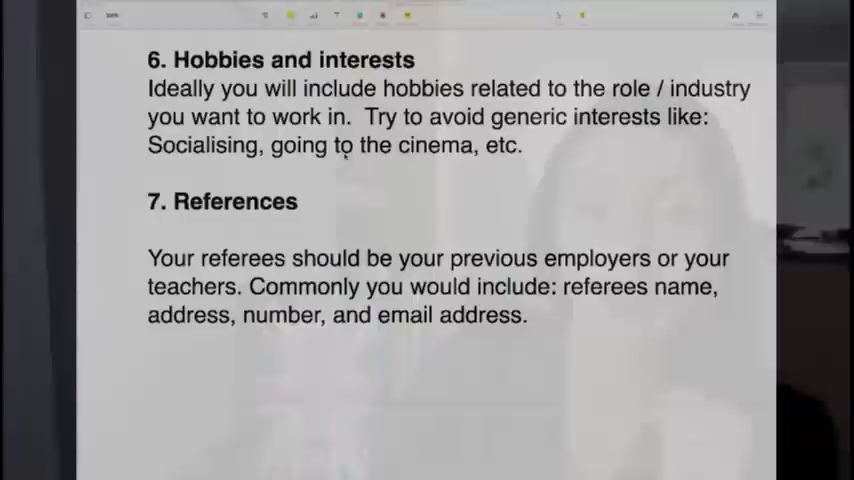 6. Hobbies and interests
Ideally you will include hobbies related to the role / industry
you want to work in.  Try to avoid generic interests like:
Socialising, going to the cinema, etc.
7. References
Your referees should be your previous employers or your
teachers. Commonly you would include: referees name,
address, number, and email address.